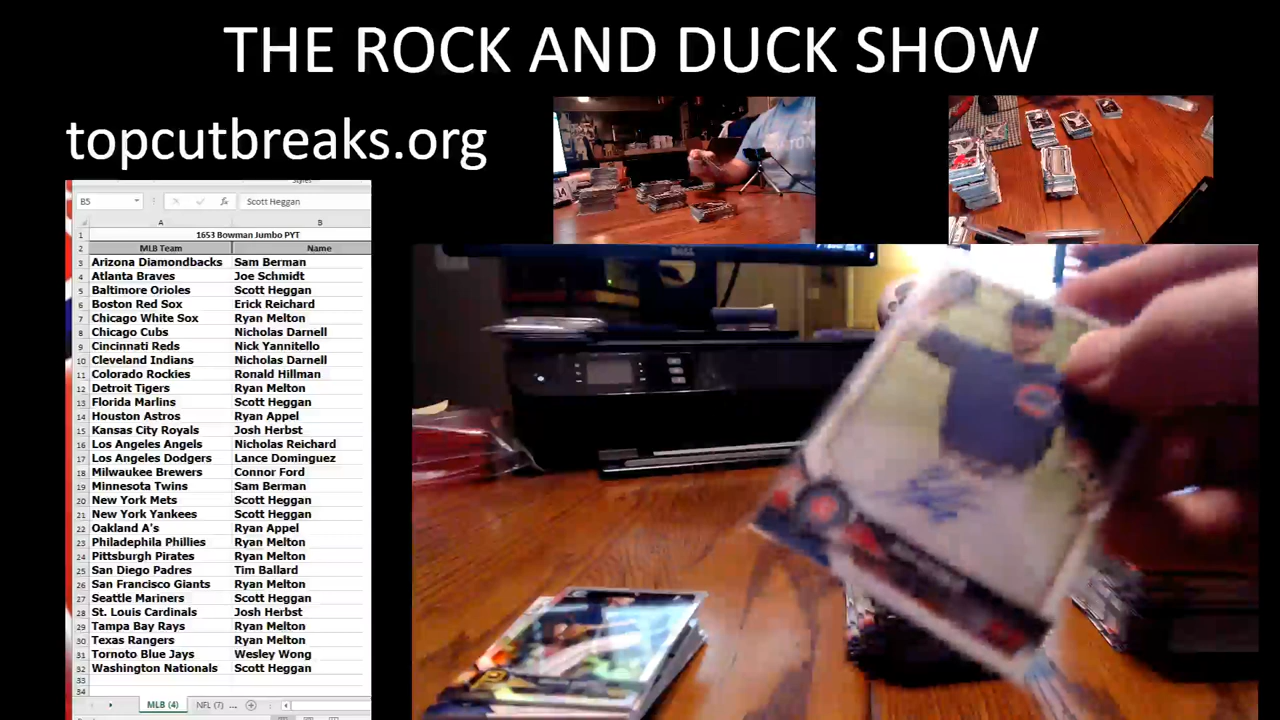 THE ROCK AND DUCK SHOW
topcutbreaks.org
B5 Scott Heggan
A B
1 1653 Bowman Jumbo PYT
2 MLB Team Name
3 Arizona Diamondbacks Sam Berman
4 Atlanta Braves Joe Schmidt
5 Baltimore Orioles Scott Heggan
6 Boston Red Sox Erick Reichard
7 Chicago White Sox Ryan Melton
8 Chicago Cubs Nicholas Darnell
9 Cincinnati Reds Nick Yannitello
10 Cleveland Indians Nicholas Darnell
11 Colorado Rockies Ronald Hillman
12 Detroit Tigers Ryan Melton
13 Florida Marlins Scott Heggan
14 Houston Astros Ryan Appel
15 Kansas City Royals Josh Herbst
16 Los Angeles Angels Nicholas Reichard
17 Los Angeles Dodgers Lance Dominguez
18 Milwaukee Brewers Connor Ford
19 Minnesota Twins Sam Berman
20 New York Mets Scott Heggan
21 New York Yankees Scott Heggan
22 Oakland A's Ryan Appel
23 Philadephila Phillies Ryan Melton
24 Pittsburgh Pirates Ryan Melton
25 San Diego Padres Tim Ballard
26 San Francisco Giants Ryan Melton
27 Seattle Mariners Scott Heggan
28 St. Louis Cardinals Josh Herbst
29 Tampa Bay Rays Ryan Melton
30 Texas Rangers Ryan Melton
31 Tornoto Blue Jays Wesley Wong
32 Washington Nationals Scott Heggan
33
34
MLB (4) NFL (7) ...
DELL